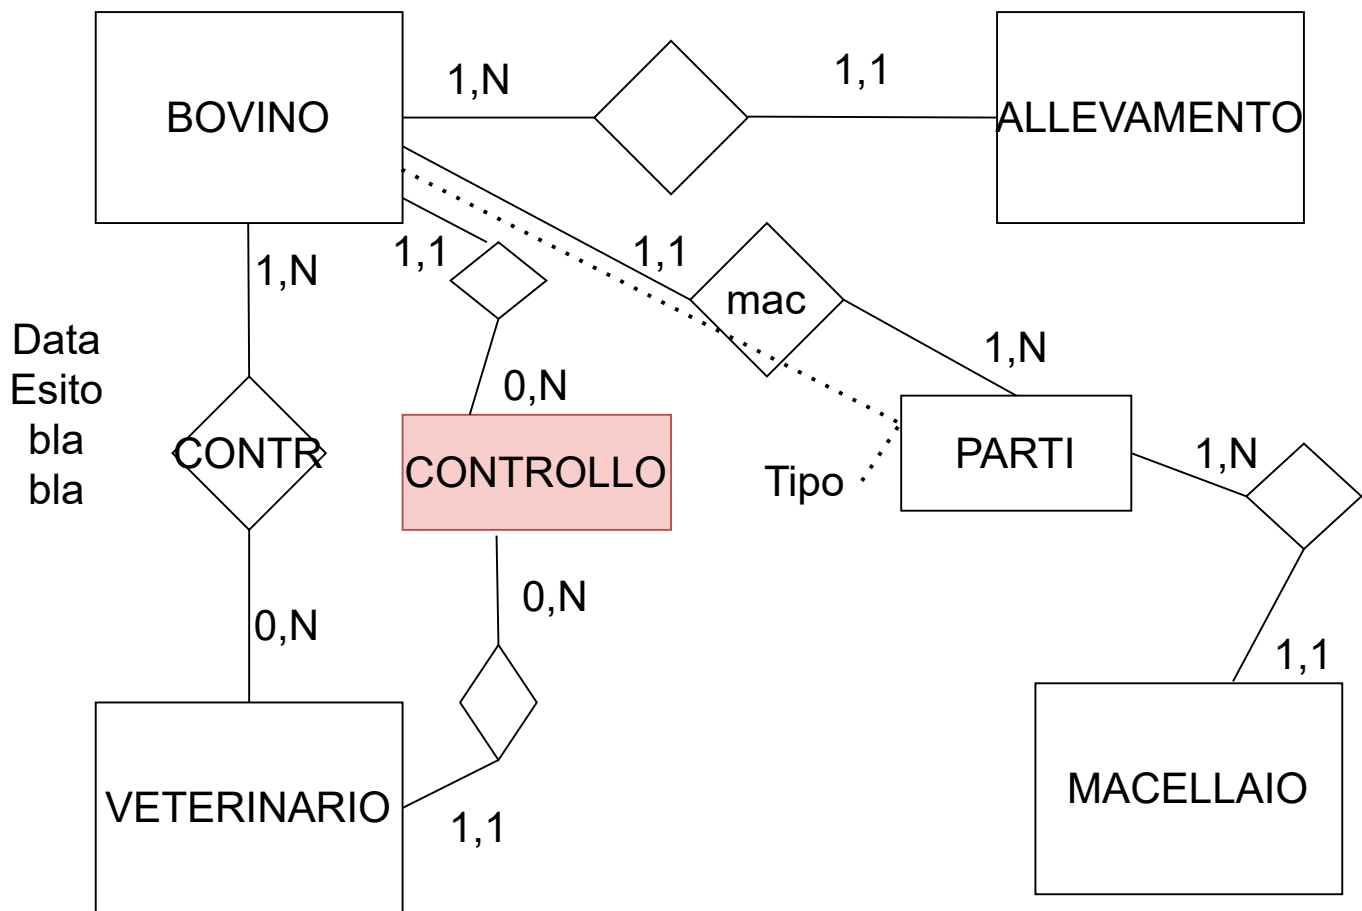 BOVINO
1,N
1,1
ALLEVAMENTO
1,N
1,1
1,1
mac
1,N
Data
Esito
bla
bla
CONTR
0,N
CONTROLLO
Tipo
PARTI
1,N
0,N
0,N
VETERINARIO
1,1
1,1
MACELLAIO